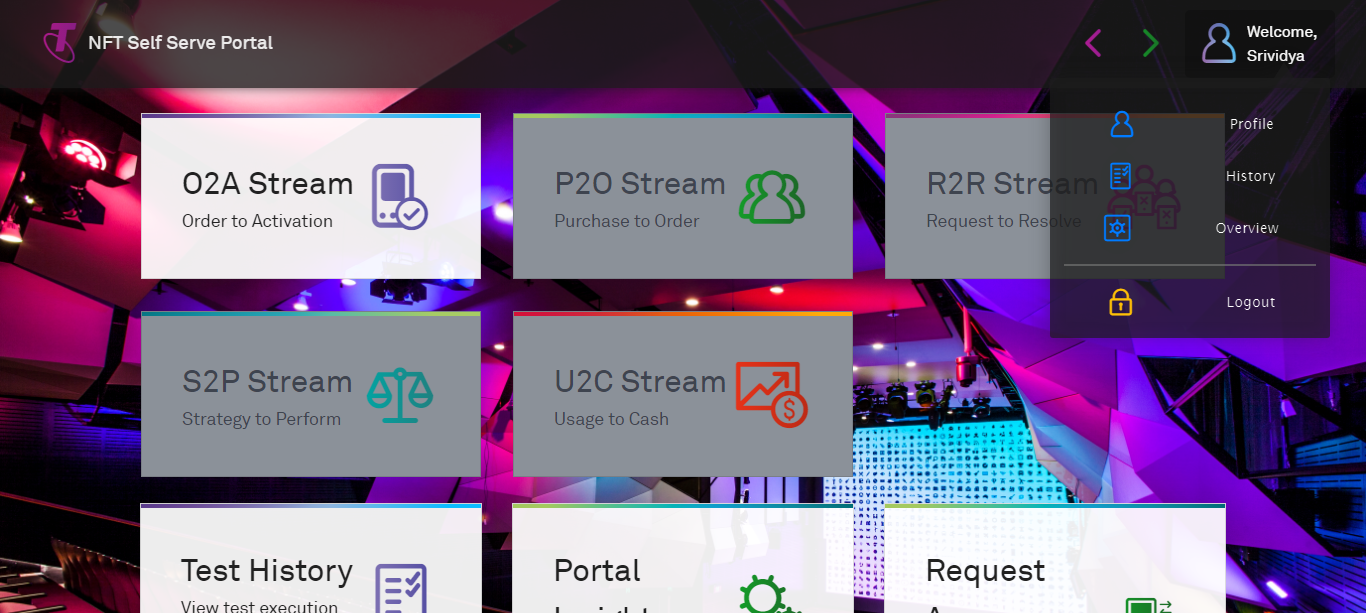 NFT Self Serve Portal
Welcome,
Srividya
Profile
History
Overview
Logout
O2A Stream
Order to Activation
P2O Stream
Purchase to Order
R2R Stream
Request to Resolve
S2P Stream
Strategy to Perform
U2C Stream
Usage to Cash
Test History
View test execution
Portal
Request